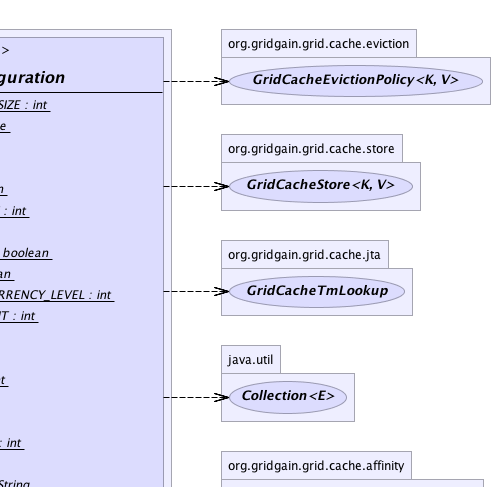 >
guration
SIZE : int
e
n
: int
boolean
an
RRENCY_LEVEL : int
T : int
nt
: int
String
org.gridgain.grid.cache.eviction
GridCacheEvictionPolicy<K, V>
org.gridgain.grid.cache.store
GridCacheStore<K, V>
org.gridgain.grid.cache.jta
GridCacheTmLookup
java.util
Collection<E>
org.gridgain.grid.cache.affinity